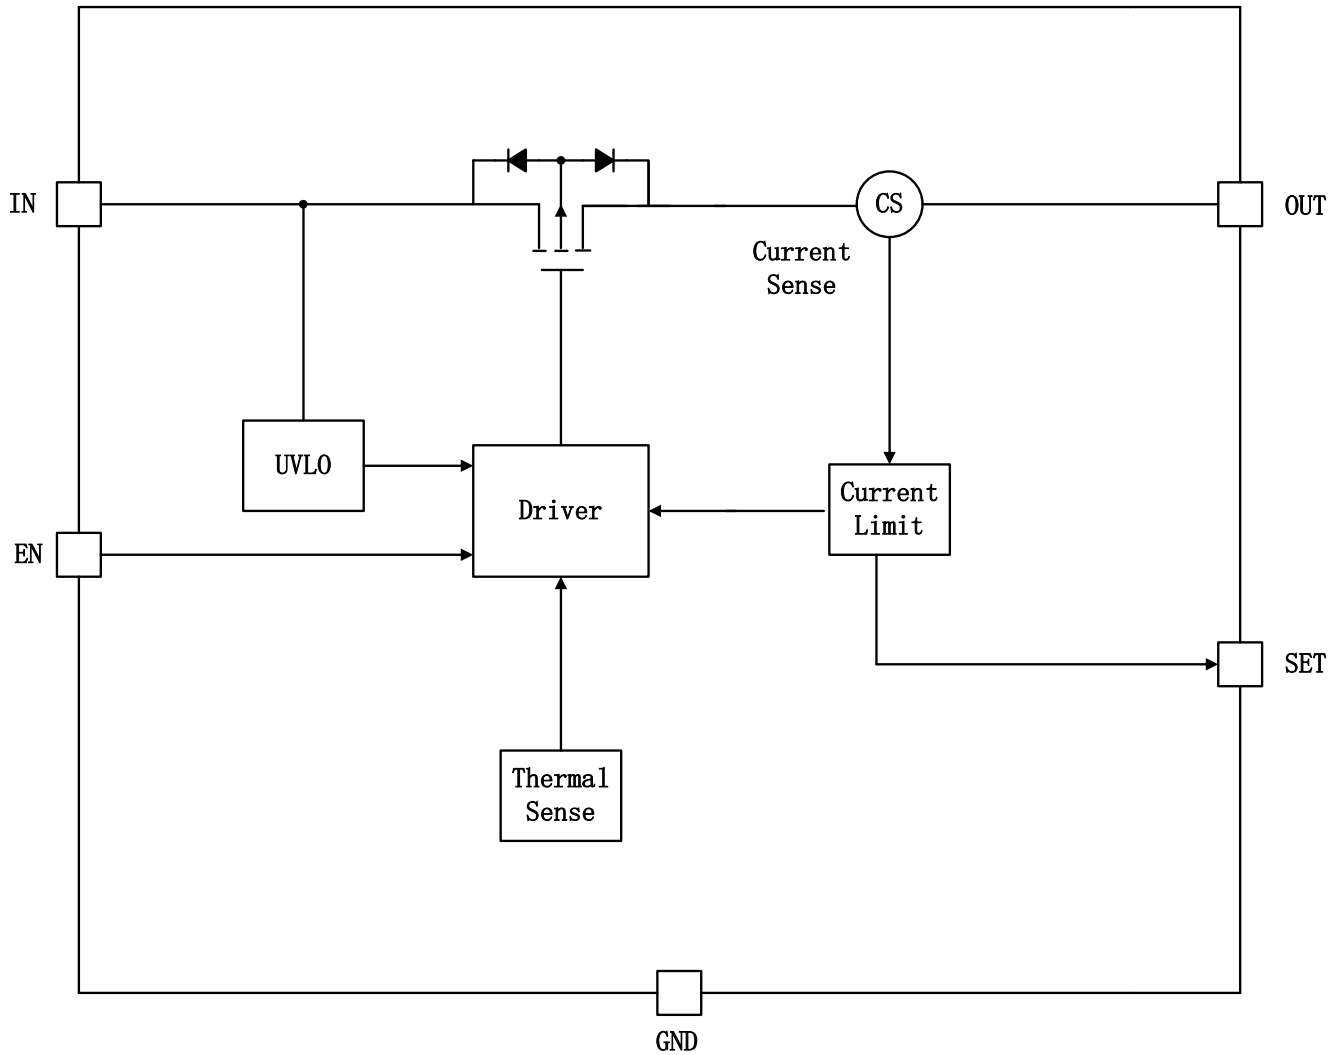 IN
CS
OUT
Current
Sense
UVLO
Driver
Current
Limit
EN
SET
Thermal
Sense
GND